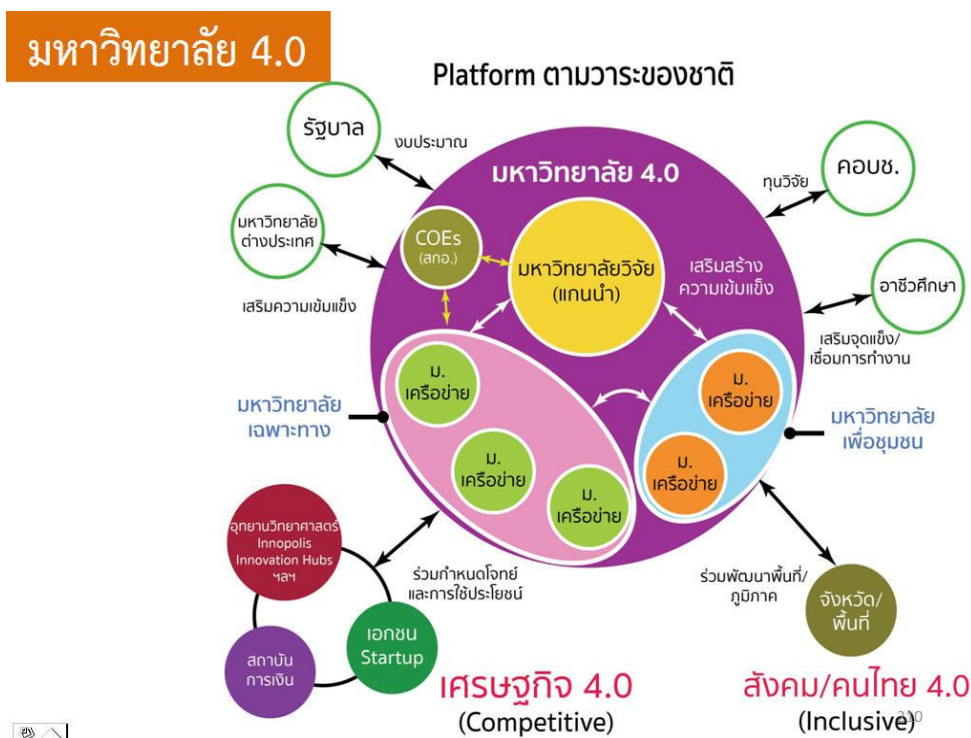 มหาวิทยาลัย 4.0
Platform ตามวาระของชาติ
รัฐบาล
งบประมาณ
มหาวิทยาลัย 4.0
ทุนวิจัย
คอบช.
มหาวิทยาลัย
ต่างประเทศ
COEs
(สกอ.)
มหาวิทยาลัยวิจัย
(แกนนำ)
เสริมสร้าง
ความเข้มแข็ง
อาชีวศึกษา
เสริมความเข้มแข็ง
เสริมจุดแข็ง/
เชื่อมการทำงาน
ม.
เครือข่าย
ม.
เครือข่าย
มหาวิทยาลัย
เฉพาะทาง
มหาวิทยาลัย
เพื่อชุมชน
ม.
เครือข่าย
ม.
เครือข่าย
ม.
เครือข่าย
อุทยานวิทยาศาสตร์
Innopolis
Innovation Hubs
ฯลฯ
ร่วมกำหนดโจทย์
และการใช้ประโยชน์
ร่วมพัฒนาพื้นที่/
ภูมิภาค
จังหวัด/
พื้นที่
เอกชน
Startup
สถาบัน
การเงิน
เศรษฐกิจ 4.0
(Competitive)
สังคม/คนไทย 4.0
(Inclusive)
210